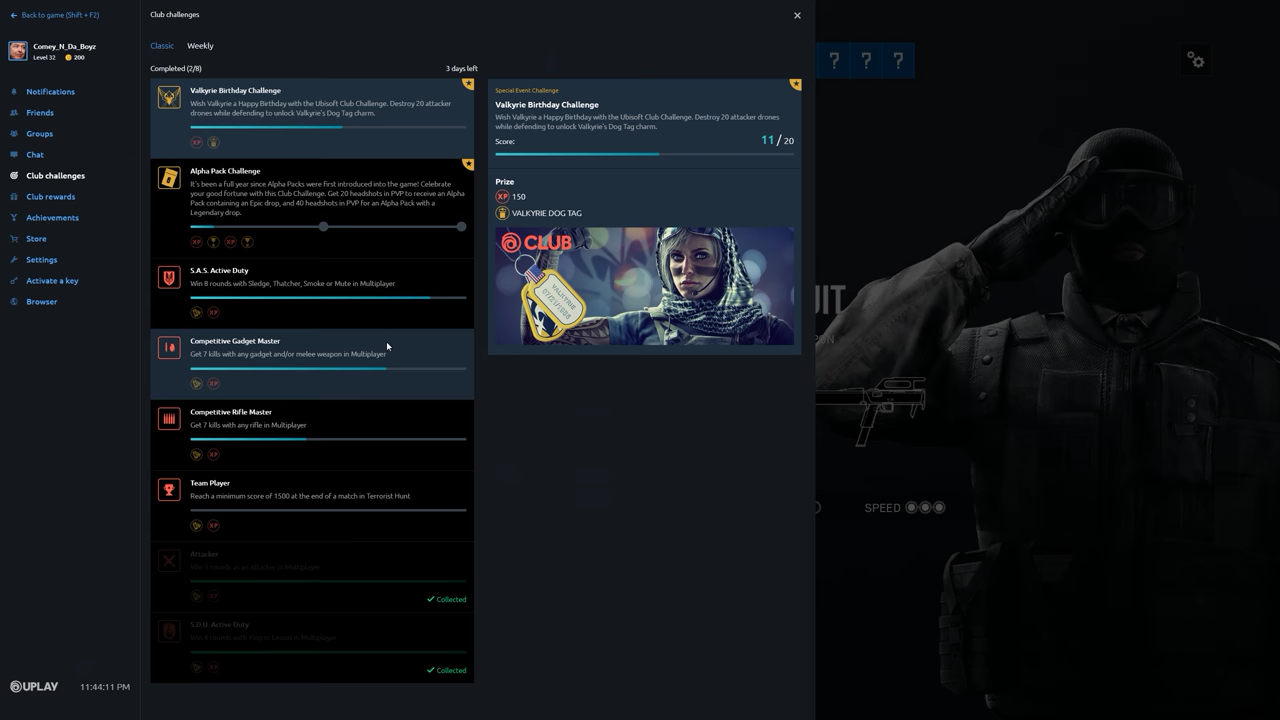 Back to game (Shift + F2)
Comey_N_Da_Boyz
Level 32 200
Notifications
Friends
Groups
Chat
Club challenges
Club rewards
Achievements
Store
Settings
Activate a key
Browser
UPLAY 11:44:11 PM
Club challenges
Classic Weekly
Completed (2/8) 3 days left
Valkyrie Birthday Challenge
Wish Valkyrie a Happy Birthday with the Ubisoft Club Challenge. Destroy 20 attacker
drones while defending to unlock Valkyrie's Dog Tag charm.
XP
Alpha Pack Challenge
It's been a full year since Alpha Packs were first introduced into the game! Celebrate
your good fortune with this Club Challenge. Get 20 headshots in PVP to receive an Alpha
Pack containing an Epic drop, and 40 headshots in PVP for an Alpha Pack with a
Legendary drop.
XP XP
S.A.S. Active Duty
Win 8 rounds with Sledge, Thatcher, Smoke or Mute in Multiplayer
XP
Competitive Gadget Master
Get 7 kills with any gadget and/or melee weapon in Multiplayer
XP
Competitive Rifle Master
Get 7 kills with any rifle in Multiplayer
XP
Team Player
Reach a minimum score of 1500 at the end of a match in Terrorist Hunt
XP
Attacker
XP
Collected
S.D.U. Active Duty
XP
Collected
Special Event Challenge
Valkyrie Birthday Challenge
Wish Valkyrie a Happy Birthday with the Ubisoft Club Challenge. Destroy 20 attacker
drones while defending to unlock Valkyrie's Dog Tag charm.
Score: 11 / 20
Prize
XP 150
VALKYRIE DOG TAG
CLUB
VALKYRIE
? ? ?
SPEED